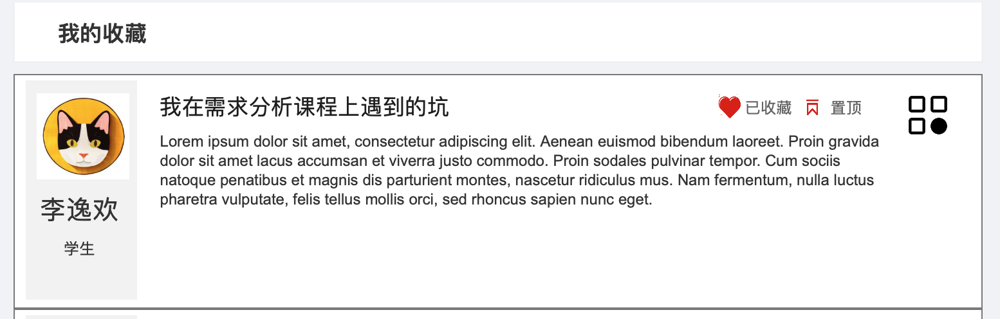 我的收藏
我在需求分析课程上遇到的坑
已收藏 置顶
Lorem ipsum dolor sit amet, consectetur adipiscing elit. Aenean euismod bibendum laoreet. Proin gravida
dolor sit amet lacus accumsan et viverra justo commodo. Proin sodales pulvinar tempor. Cum sociis
natoque penatibus et magnis dis parturient montes, nascetur ridiculus mus. Nam fermentum, nulla luctus
pharetra vulputate, felis tellus mollis orci, sed rhoncus sapien nunc eget.
李逸欢
学生